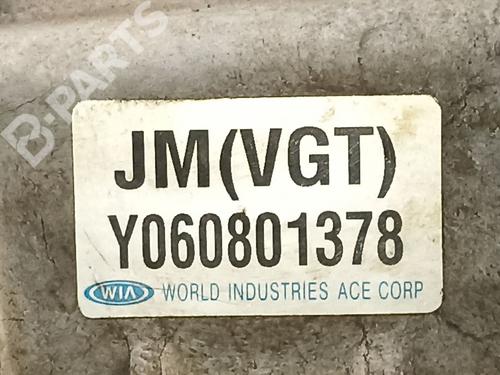 B-PARTS
JM(VGT)
Y060801378
WIA WORLD INDUSTRIES ACE CORP